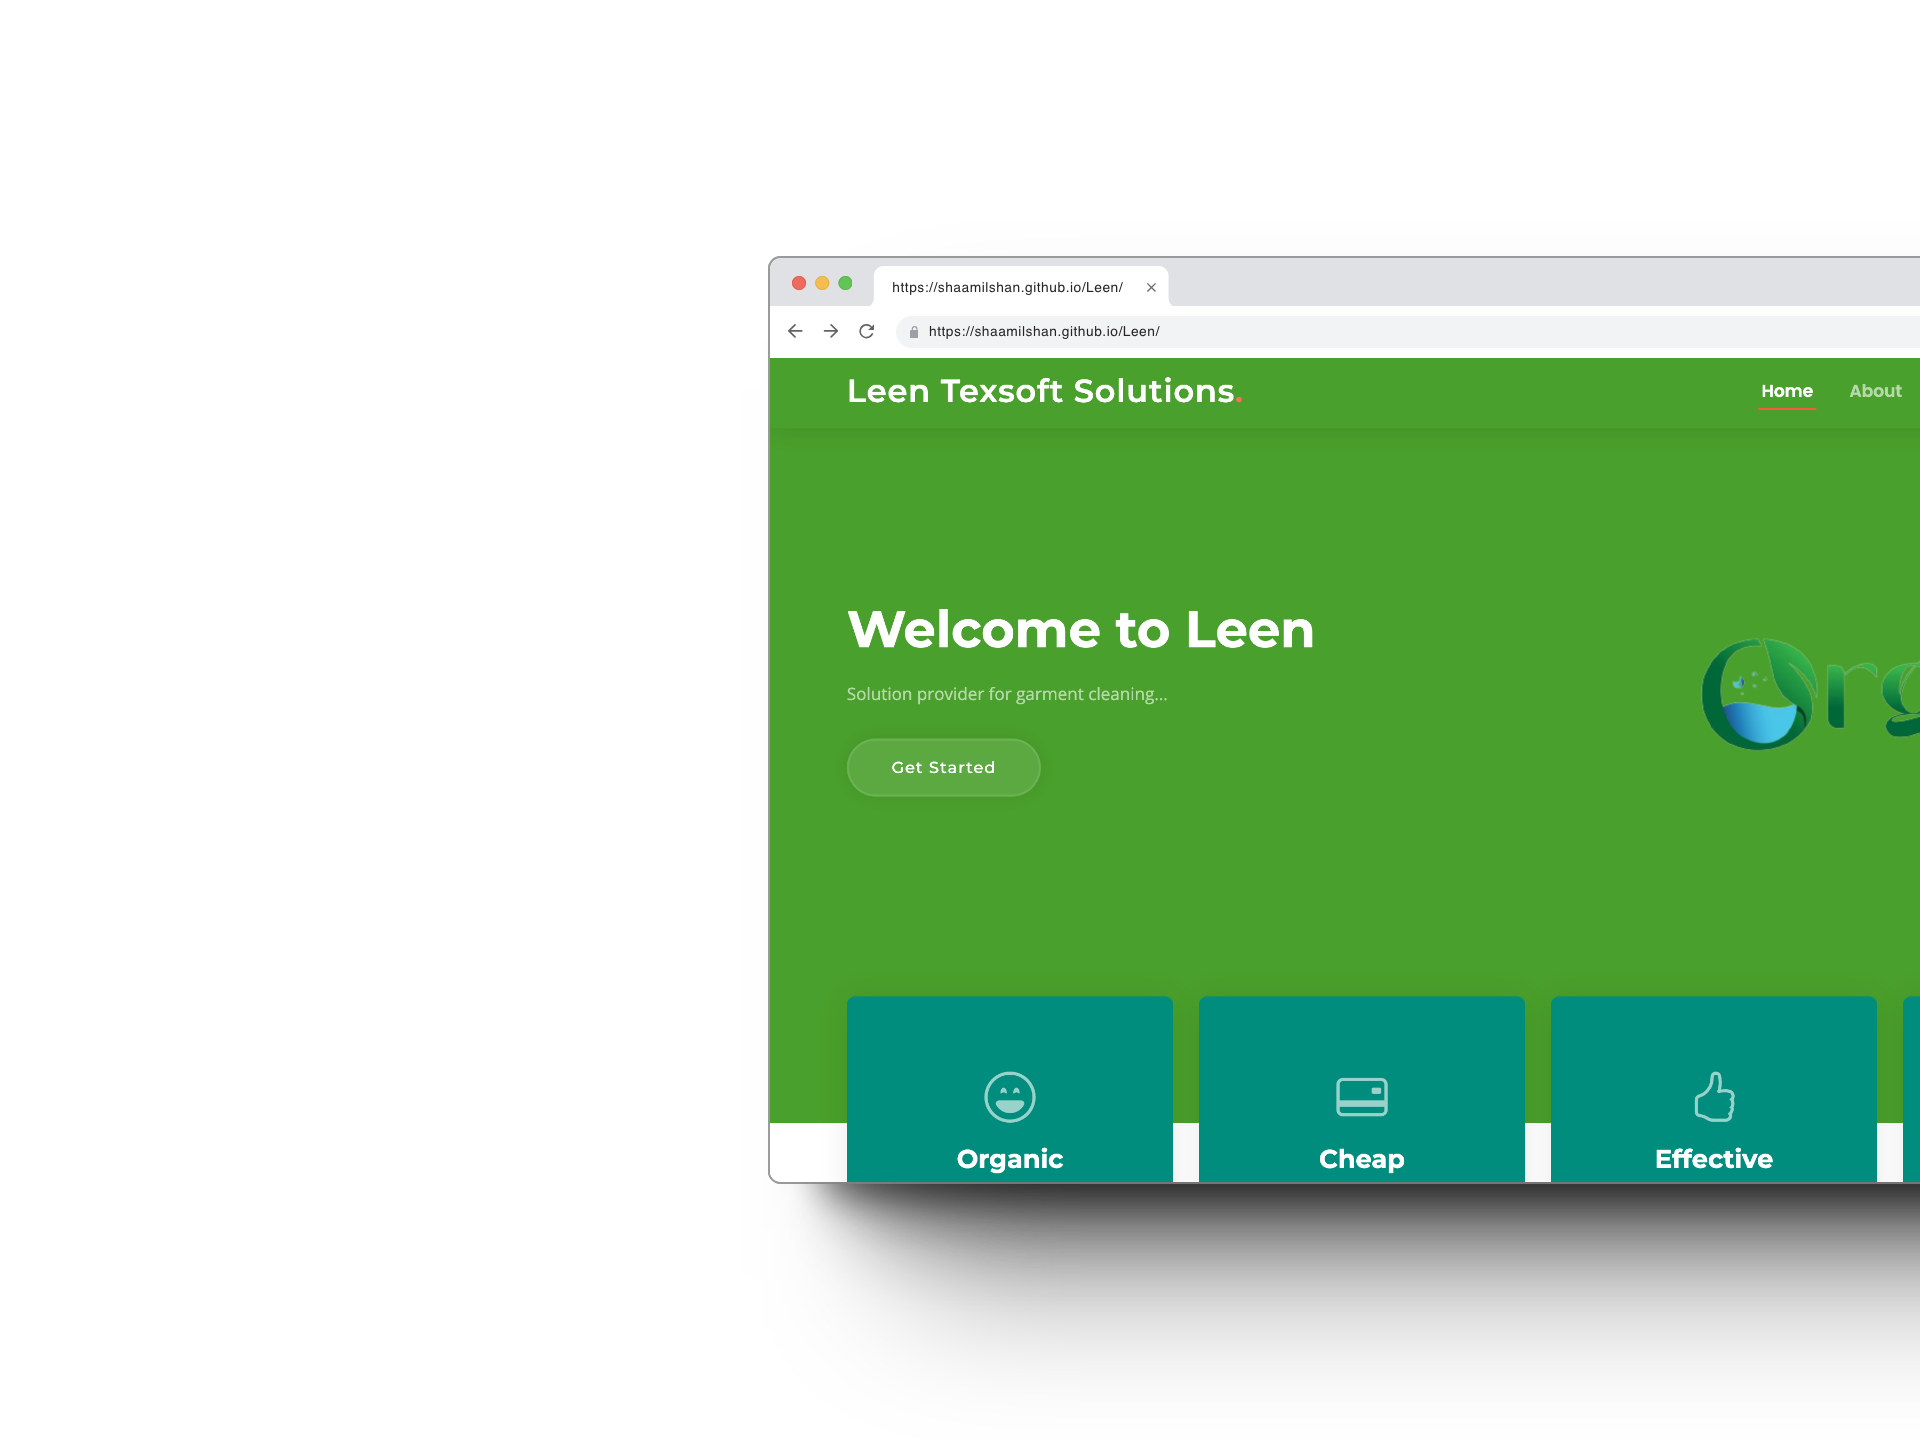 https://shaamilshan.github.io/Leen/
https://shaamilshan.github.io/Leen/
Leen Texsoft Solutions.
Home About
Welcome to Leen
Solution provider for garment cleaning...
Get Started
Org
Organic Cheap Effective